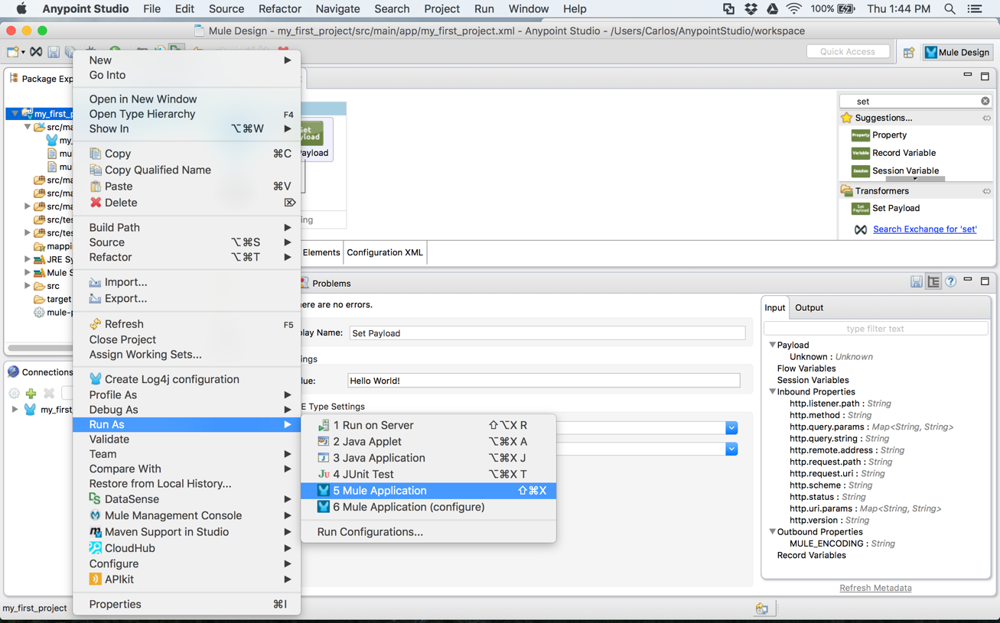 Anypoint Studio File Edit Source Refactor Navigate Search Project Run Window Help 100% Thu 1:44 PM
Mule Design - my_first_project/src/main/app/my_first_project.xml - Anypoint Studio - /Users/Carlos/AnypointStudio/workspace
Quick Access
Mule Design
Package Exp
my_first_p
src/ma
my_
mu
mu
src/ma
src/ma
src/ma
src/tes
src/tes
mappi
JRE Sy
Mule S
src
target
mule-p
Connections
my_first
my_first_project
New
Go Into
Open in New Window
Open Type Hierarchy F4
Show In ⌥⌘W
Copy ⌘C
Copy Qualified Name
Paste ⌘V
Delete ⌦
Build Path
Source ⌥⌘S
Refactor ⌥⌘T
Import...
Export...
Refresh F5
Close Project
Assign Working Sets...
Create Log4j configuration
Profile As
Debug As
Run As
Validate
Team
Compare With
Restore from Local History...
DataSense
Mule Management Console
Maven Support in Studio
CloudHub
Configure
APIkit
Properties ⌘I
1 Run on Server ⇧⌥X R
2 Java Applet ⌥⌘X A
3 Java Application ⌥⌘X J
4 JUnit Test ⌥⌘X T
5 Mule Application ⇧⌘X
6 Mule Application (configure)
Run Configurations...
Set
yload
ayload
ing
Elements
Configuration XML
Problems
here are no errors.
play Name: Set Payload
ings
lue: Hello World!
E Type Settings
set
Suggestions...
Property Property
Variable Record Variable
Session Session Variable
Transformers
Set Payload Set Payload
Search Exchange for 'set'
Input Output
type filter text
Payload
Unknown : Unknown
Flow Variables
Session Variables
Inbound Properties
http.listener.path : String
http.method : String
http.query.params : Map<String, String>
http.query.string : String
http.remote.address : String
http.request.path : String
http.request.uri : String
http.scheme : String
http.status : String
http.uri.params : Map<String, String>
http.version : String
Outbound Properties
MULE_ENCODING : String
Record Variables
Refresh Metadata